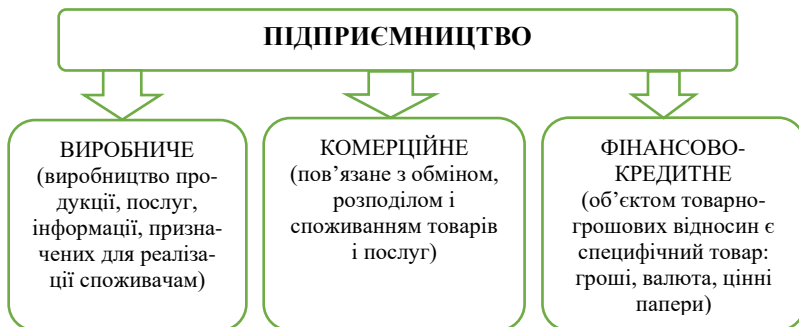 ПІДПРИЄМНИЦТВО
ВИРОБНИЧЕ
(виробництво про-
дукції, послуг,
інформації, призна-
чених для реаліза-
ції споживачам)
КОМЕРЦІЙНЕ
(пов’язане з обміном,
розподілом і
споживанням товарів
і послуг)
ФІНАНСОВО-
КРЕДИТНЕ
(об’єктом товарно-
грошових відносин є
специфічний товар:
гроші, валюта, цінні
папери)